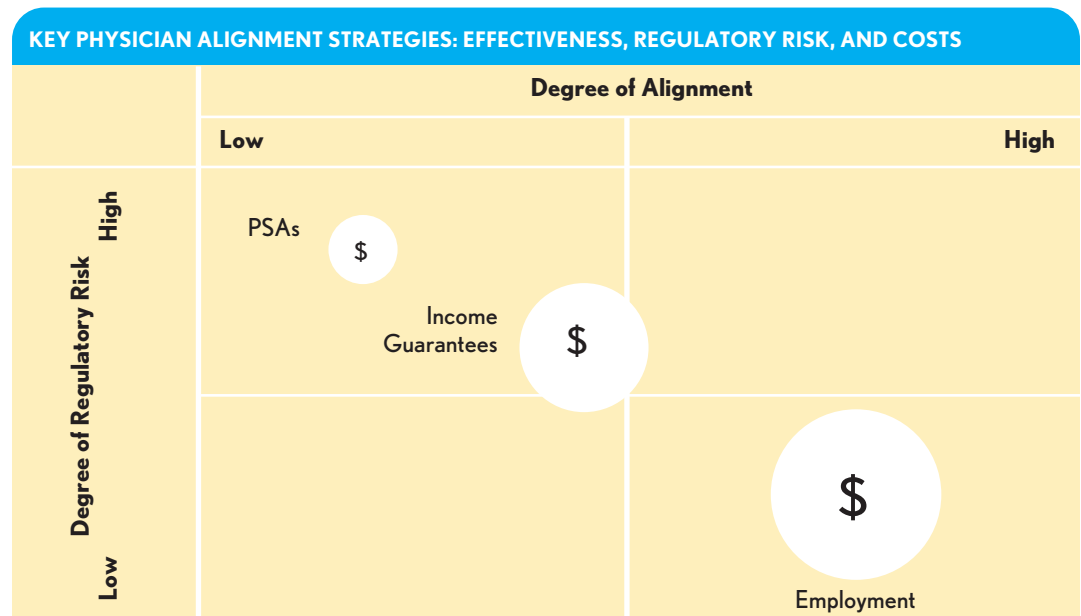 KEY PHYSICIAN ALIGNMENT STRATEGIES: EFFECTIVENESS, REGULATORY RISK, AND COSTS
Degree of Alignment
Low
High
Degree of Regulatory Risk
High
PSAs
$
Income
Guarantees
$
$
Low
Employment